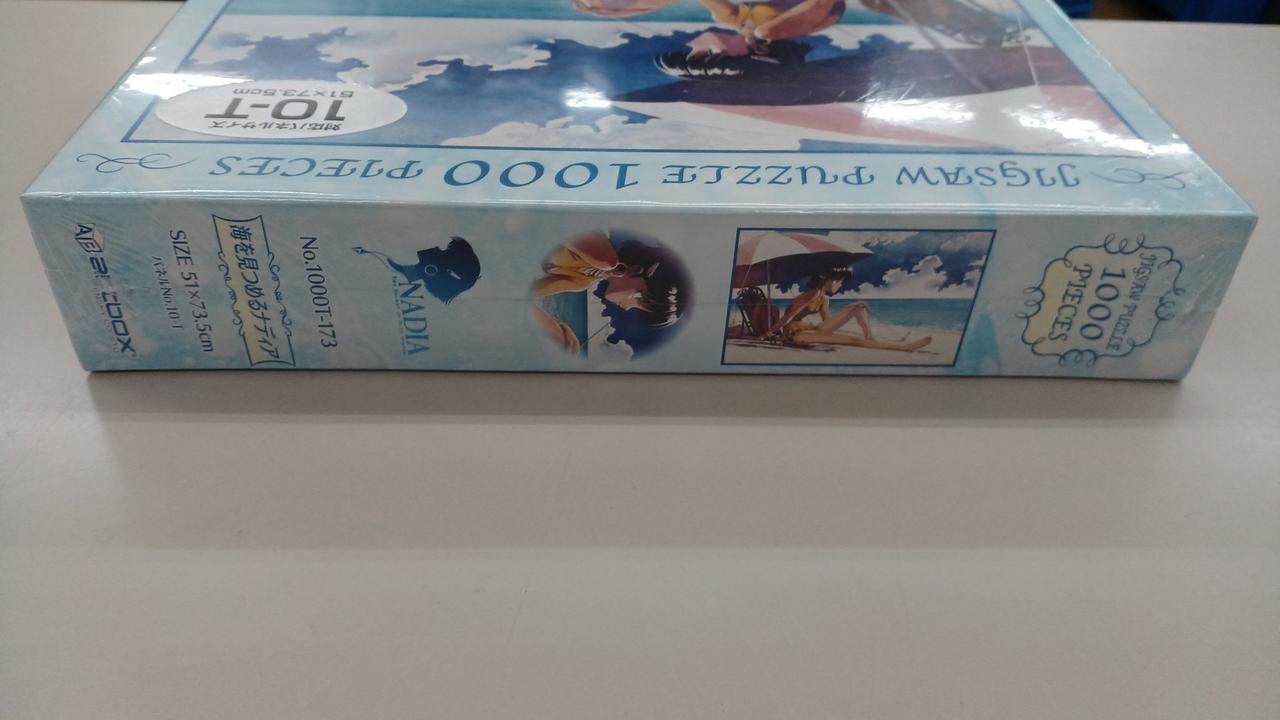 JIGSAW PUZZLE 1000 PIECES
対応パネルサイズ
10-T
51×73.5cm
JIGSAW PUZZLE
1000
PIECES
NADIA
No.1000T-173
海を見つめるナディア
SIZE 51×73.5cm
パネルNo.10-T